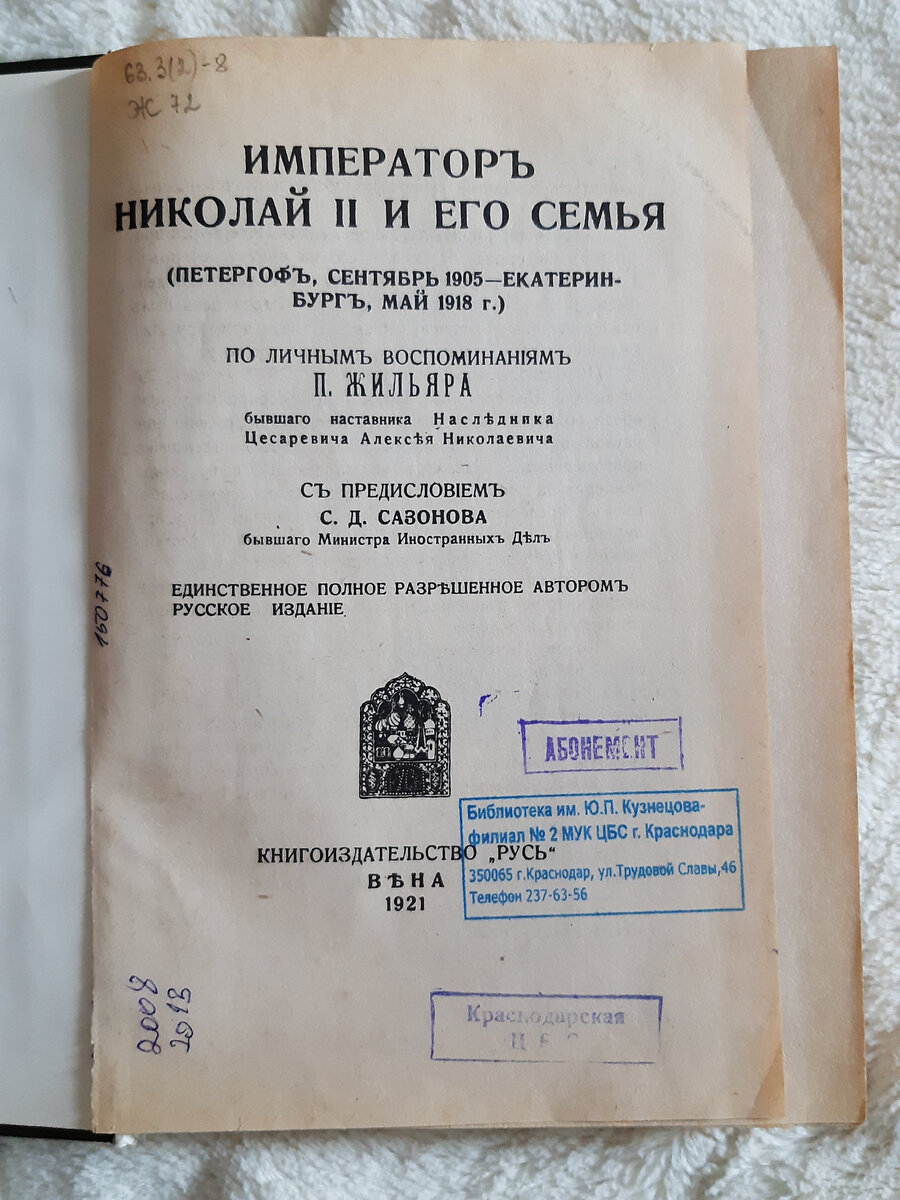 63.3(2)-8
Ж 72
ИМПЕРАТОРЪ
НИКОЛАЙ II И ЕГО СЕМЬЯ
(ПЕТЕРГОФЪ, СЕНТЯБРЬ 1905—ЕКАТЕРИН-
БУРГЪ, МАЙ 1918 г.)
ПО ЛИЧНЫМЪ ВОСПОМИНАНІЯМЪ
П. ЖИЛЬЯРА
бывшаго наставника Наслѣдника
Цесаревича Алексѣя Николаевича
СЪ ПРЕДИСЛОВІЕМЪ
С. Д. САЗОНОВА
бывшаго Министра Иностранныхъ Дѣлъ
150776
ЕДИНСТВЕННОЕ ПОЛНОЕ РАЗРѢШЕННОЕ АВТОРОМЪ
РУССКОЕ ИЗДАНІЕ
АБОНЕМЕНТ
Библиотека им. Ю.П. Кузнецова-
филиал № 2 МУК ЦБС г. Краснодара
350065 г.Краснодар, ул.Трудовой Славы,46
Телефон 237-63-56
КНИГОИЗДАТЕЛЬСТВО „РУСЬ“
ВѢНА
1921
2008
2013
Краснодарская